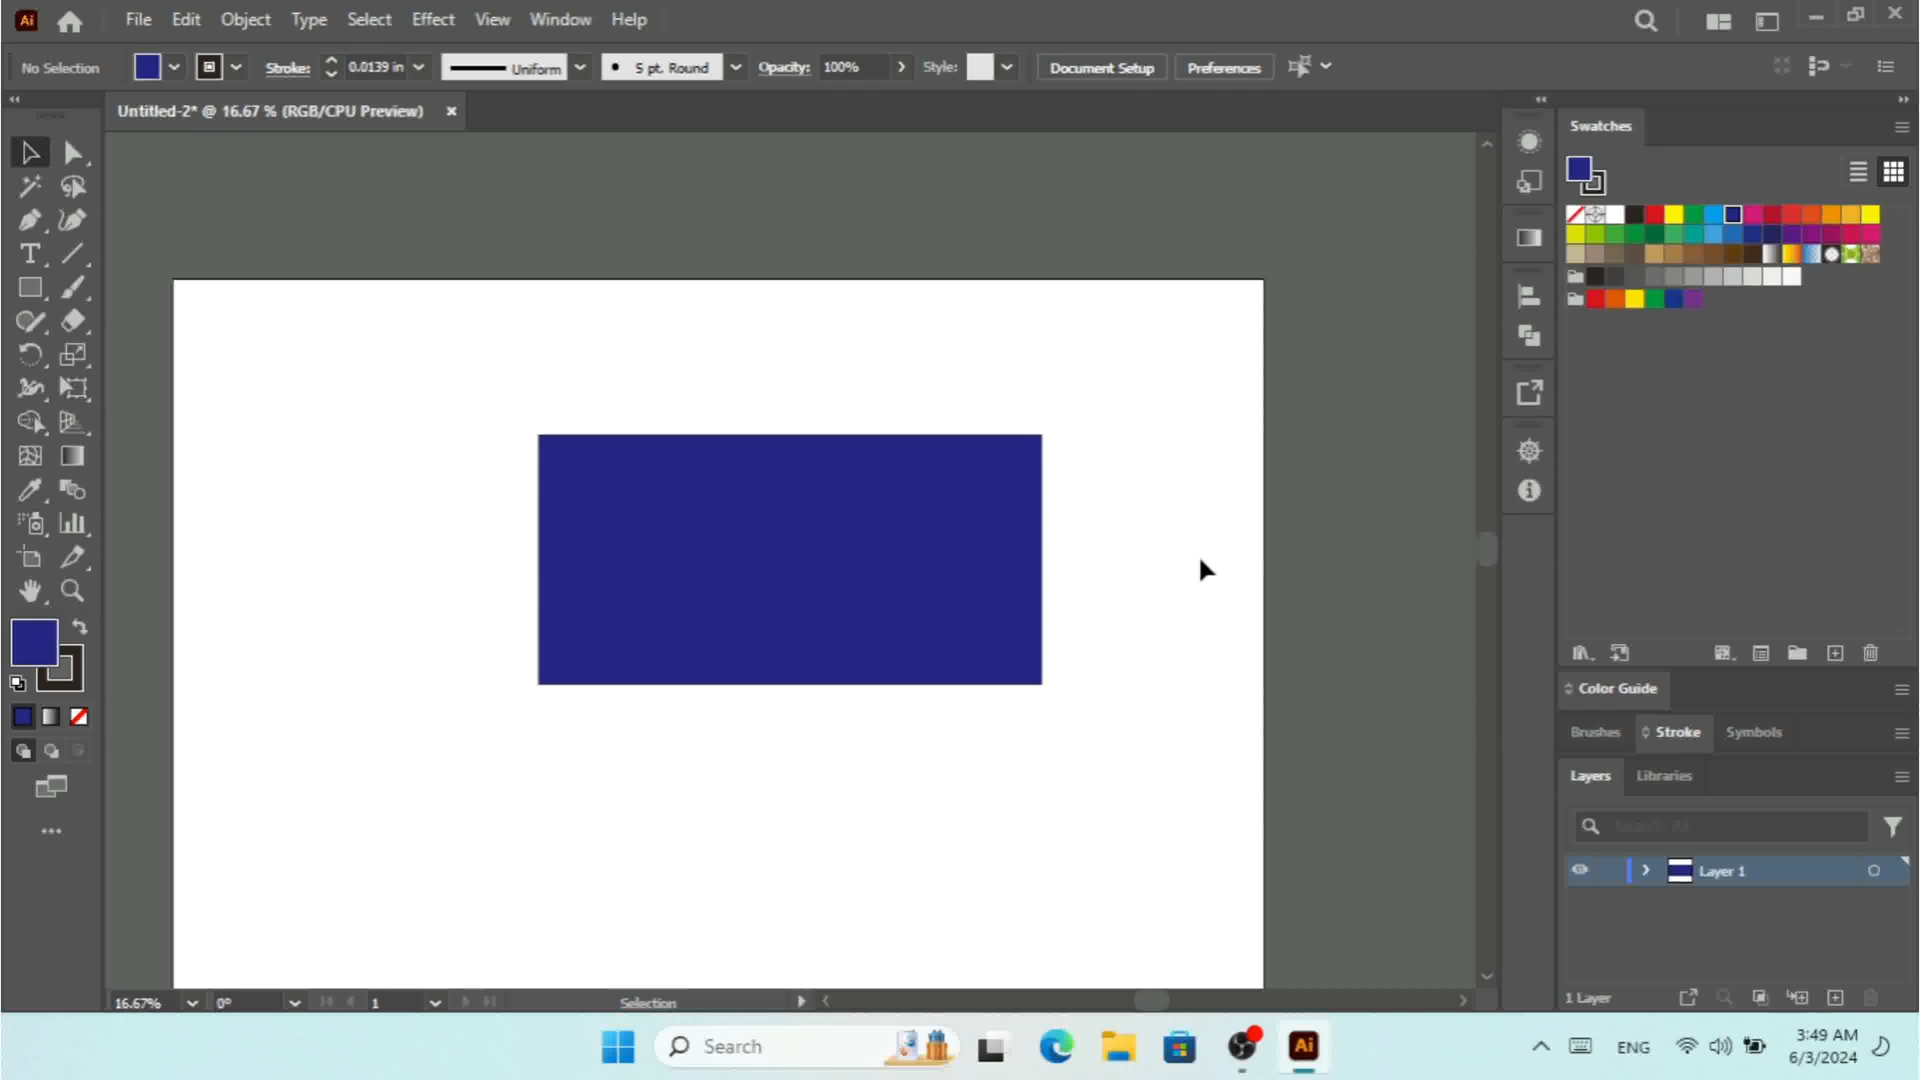 Ai File Edit Object Type Select Effect View Window Help
No Selection Stroke: 0.0139 in Uniform 5 pt. Round Opacity: 100% Style: Document Setup Preferences
Untitled-2* @ 16.67 % (RGB/CPU Preview)
Swatches
Color Guide
Brushes Stroke Symbols
Layers Libraries
Search All
Layer 1
1 Layer
16.67% 0° 1 Selection
Search
Ai
ENG
3:49 AM
6/3/2024